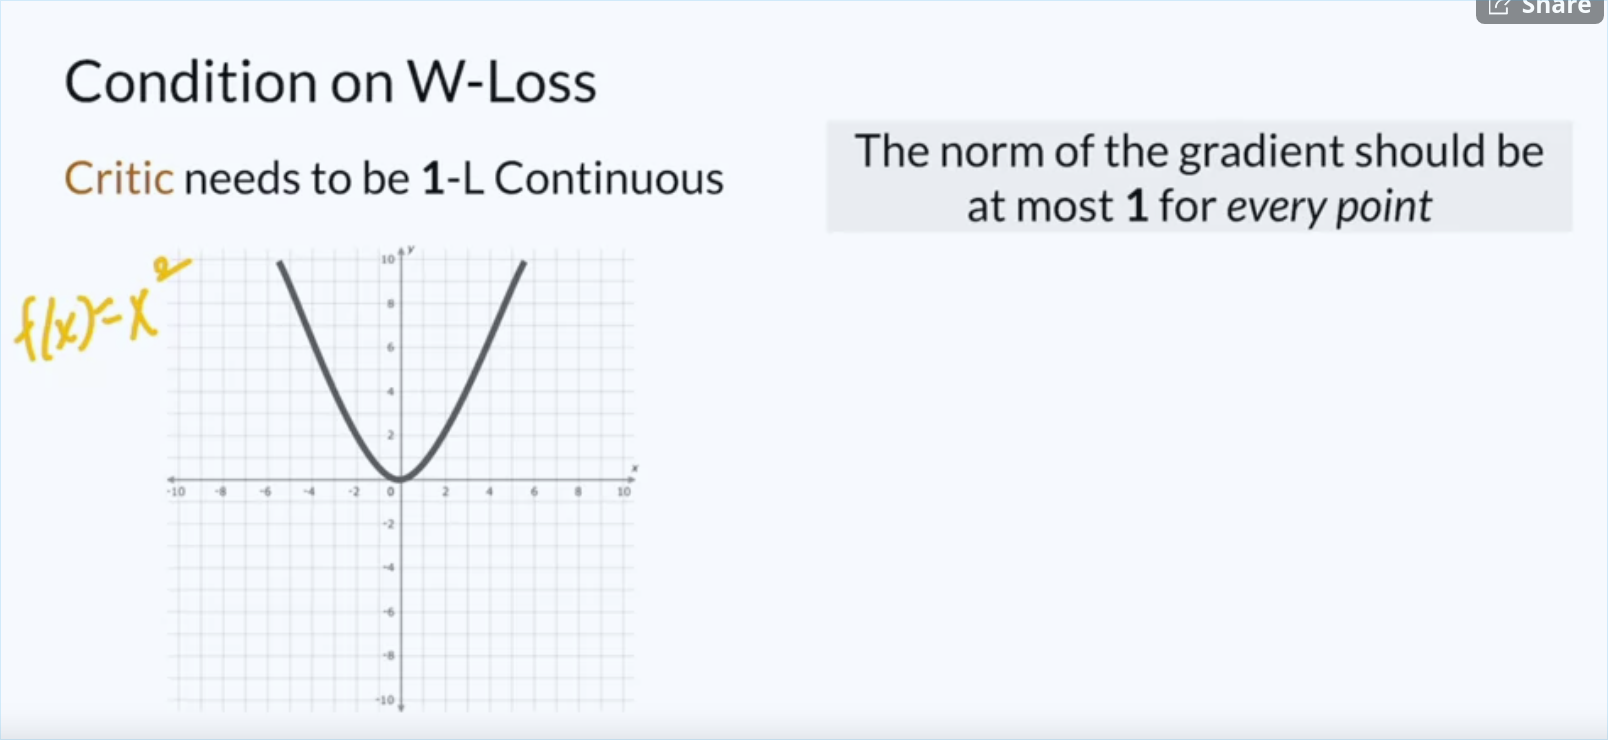 Share
Condition on W-Loss
Critic needs to be 1-L Continuous
The norm of the gradient should be
at most 1 for every point
f(x)=x²
y
10
8
6
4
2
x
-10 -8 -6 -4 -2 0 2 4 6 8 10
-2
-4
-6
-8
-10